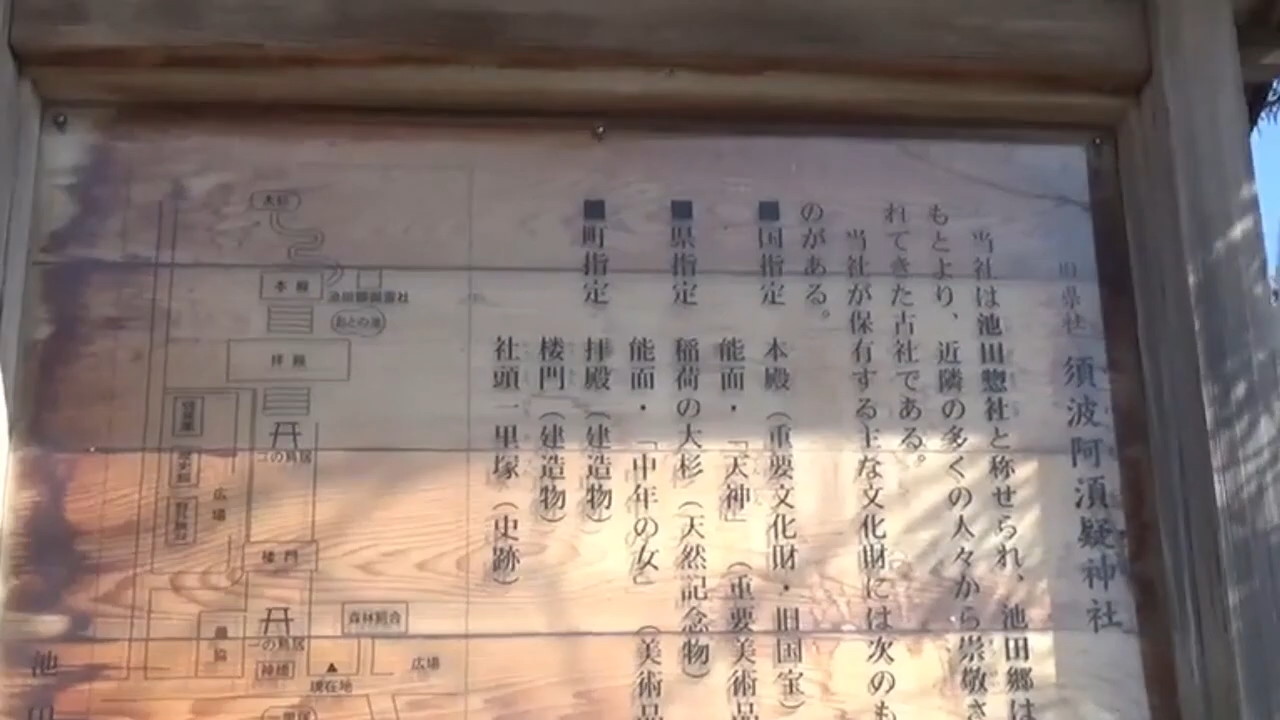 旧県社 須波阿湏疑神社
当社は池田惣社と称せられ、池田郷は
もとより、近隣の多くの人々から崇敬さ
れてきた古社である。
当社が保有する主な文化財には次のも
のがある。
■国指定 本殿（重要文化財・旧国宝）
能面・「天神」（重要美術品
■県指定 稲荷の大杉（天然記念物）
能面・「中年の女」（美術品
■町指定 拝殿（建造物）
楼門（建造物）
社頭一里塚（史跡）
大杉
本殿
おとの池
拝殿
二の鳥居
広場
楼門
一の鳥居
森林組合
農協
神橋
現在地
広場
池田